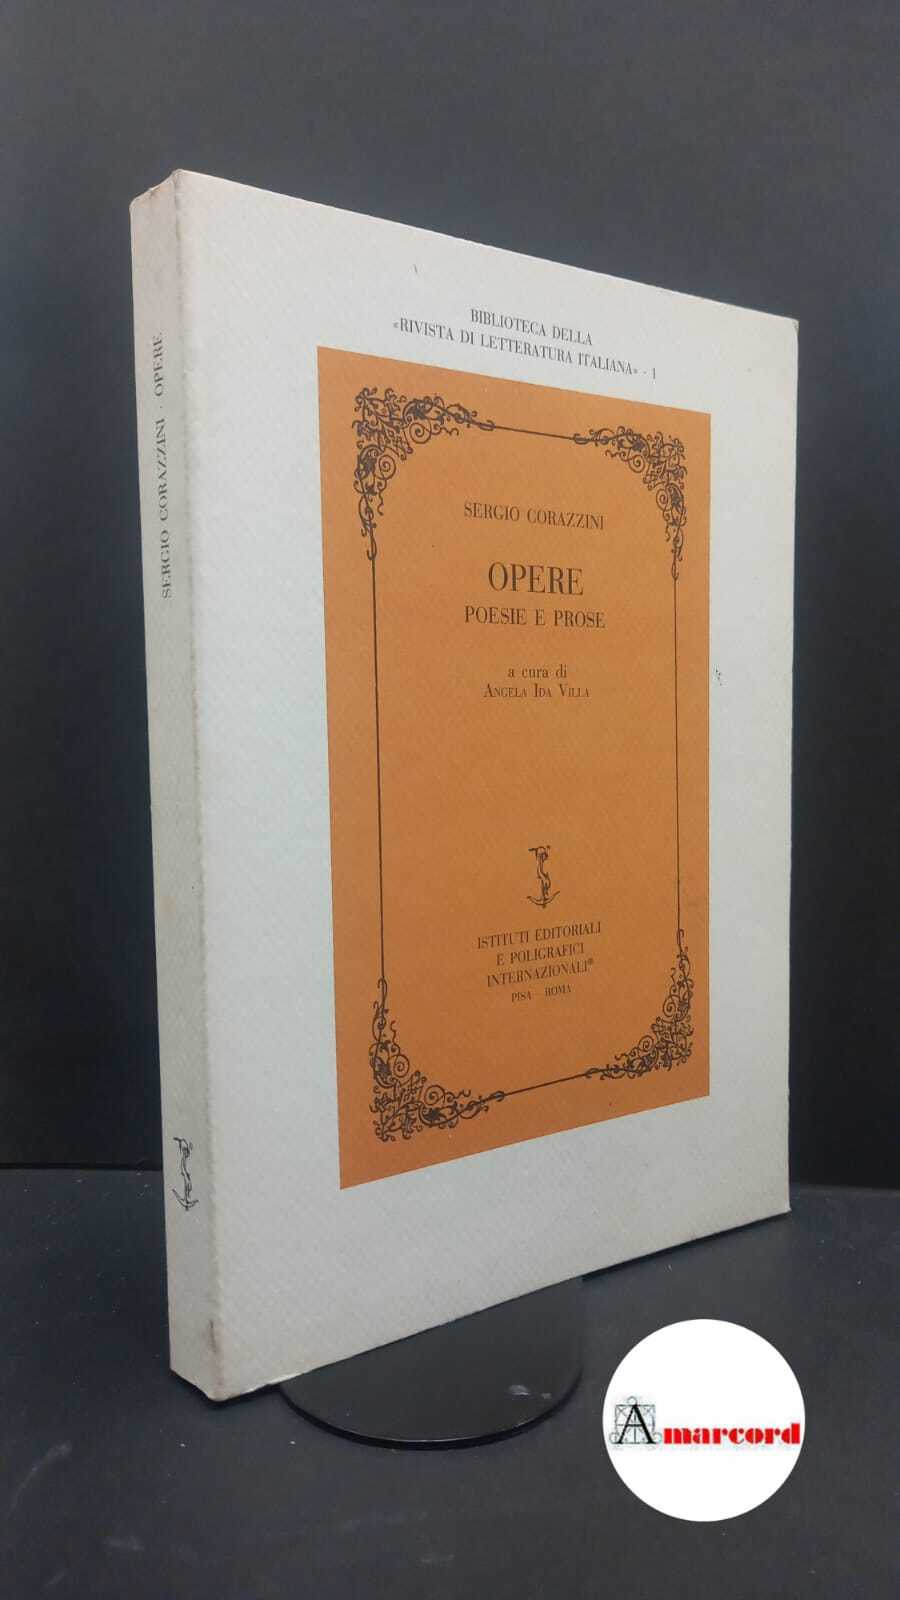 BIBLIOTECA DELLA
«RIVISTA DI LETTERATURA ITALIANA» - 1
SERGIO CORAZZINI
OPERE
POESIE E PROSE
a cura di
ANGELA IDA VILLA
ISTITUTI EDITORIALI
E POLIGRAFICI
INTERNAZIONALI®
PISA - ROMA
SERGIO CORAZZINI · OPERE
Amarcord